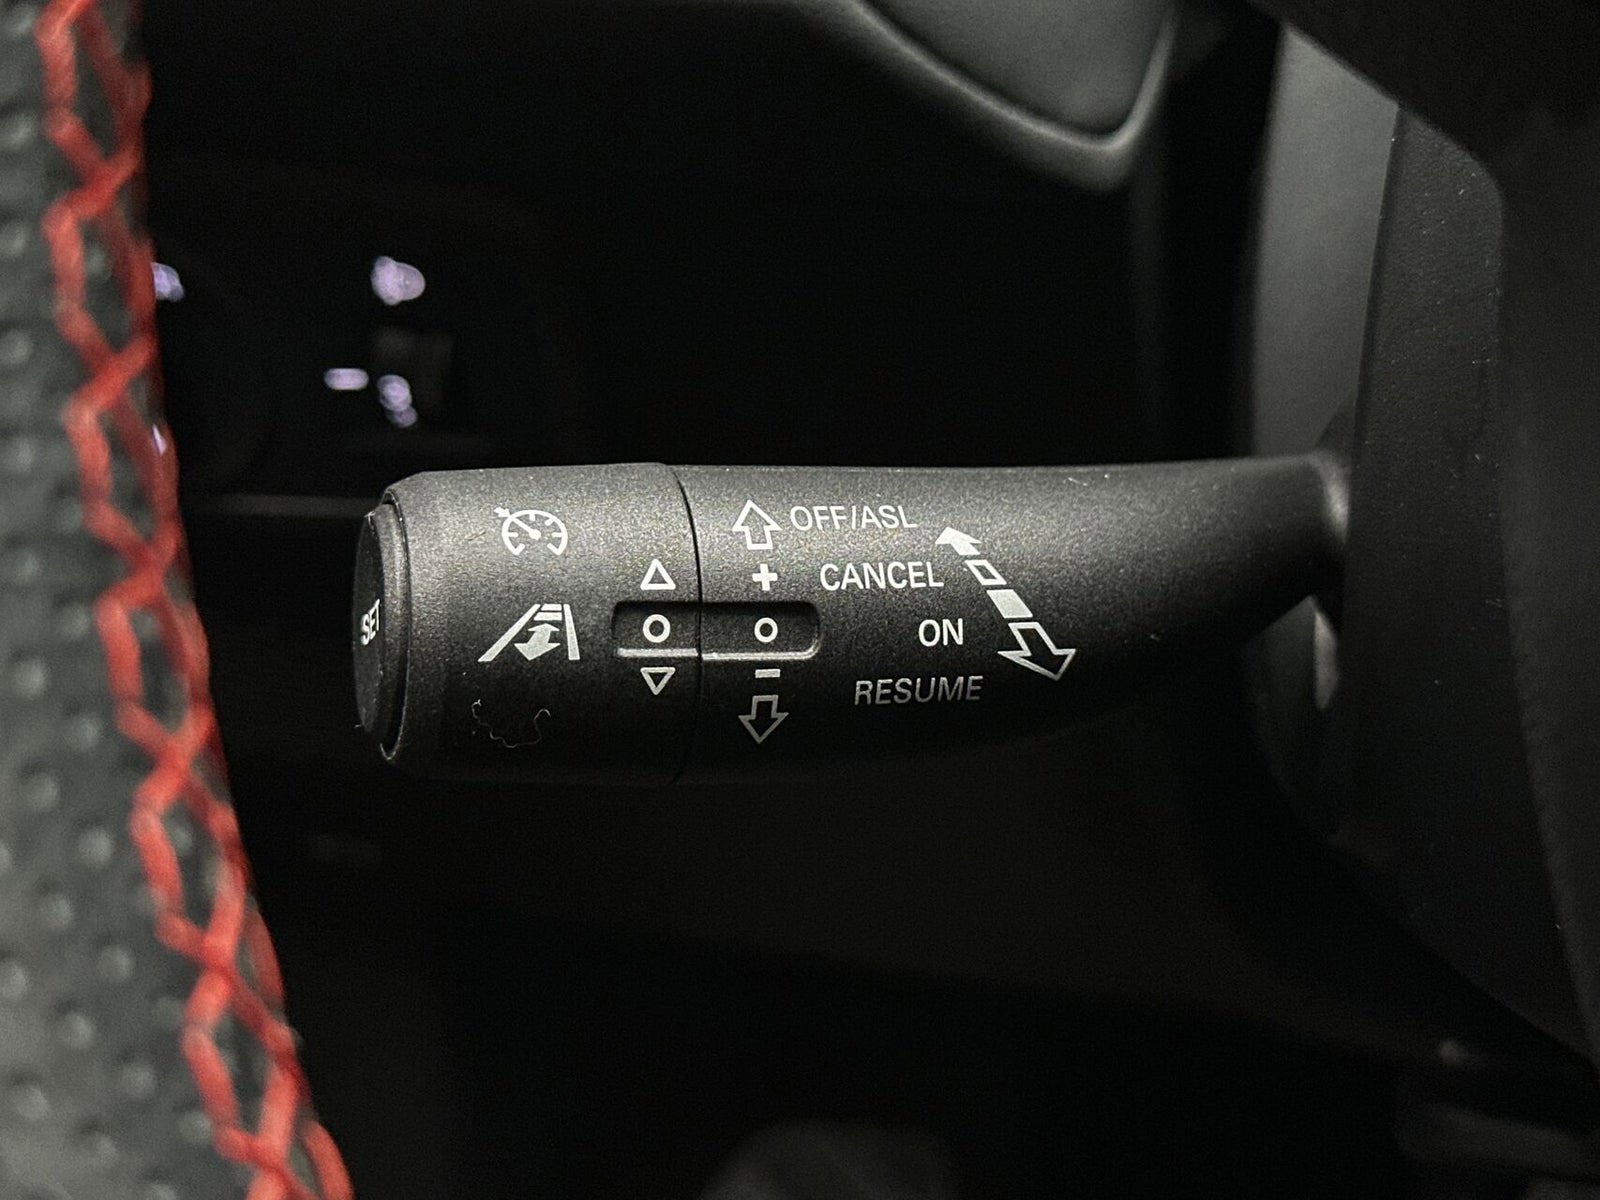 OFF/ASL
+ CANCEL
SET
ON
RESUME